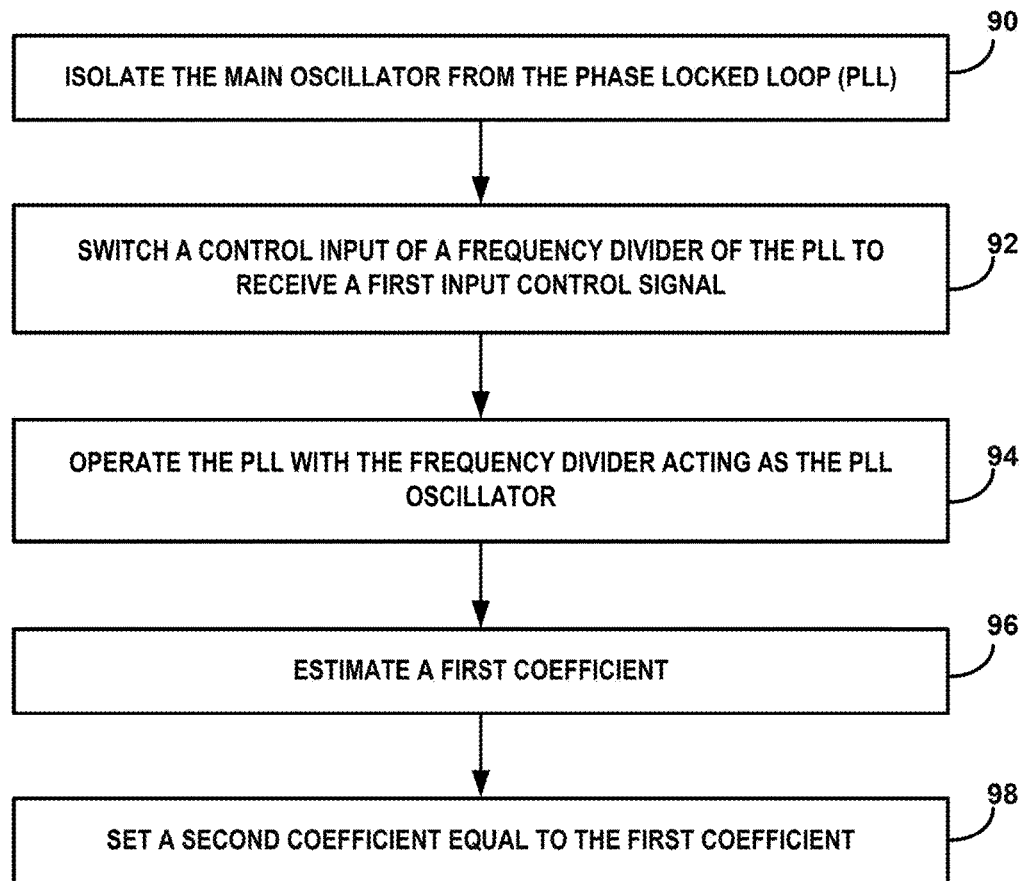 90
ISOLATE THE MAIN OSCILLATOR FROM THE PHASE LOCKED LOOP (PLL)
92
SWITCH A CONTROL INPUT OF A FREQUENCY DIVIDER OF THE PLL TO
RECEIVE A FIRST INPUT CONTROL SIGNAL
94
OPERATE THE PLL WITH THE FREQUENCY DIVIDER ACTING AS THE PLL
OSCILLATOR
96
ESTIMATE A FIRST COEFFICIENT
98
SET A SECOND COEFFICIENT EQUAL TO THE FIRST COEFFICIENT